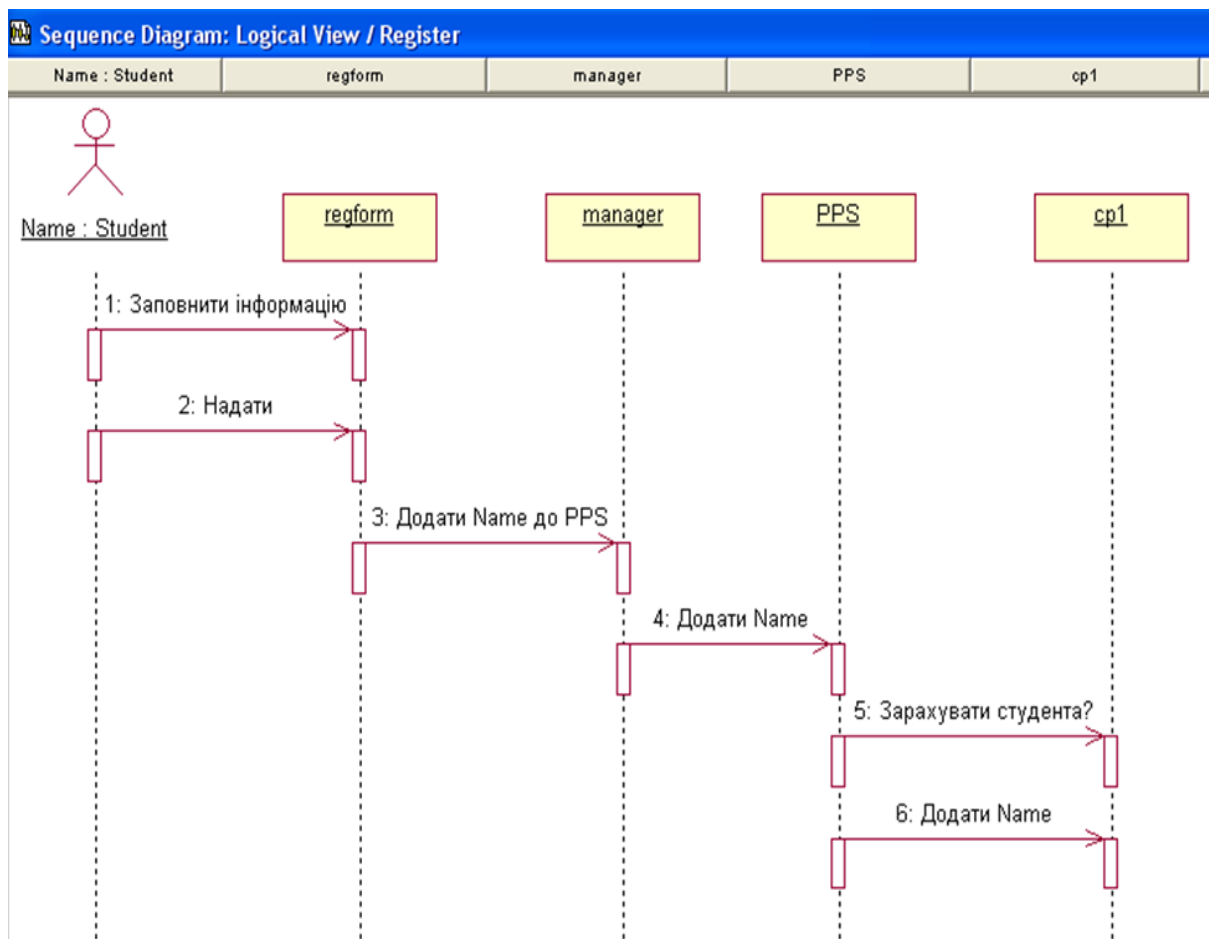 Sequence Diagram: Logical View / Register
Name : Student
regform
manager
PPS
cp1
Name : Student
regform
manager
PPS
cp1
1: Заповнити інформацію
2: Надати
3: Додати Name до PPS
4: Додати Name
5: Зарахувати студента?
6: Додати Name